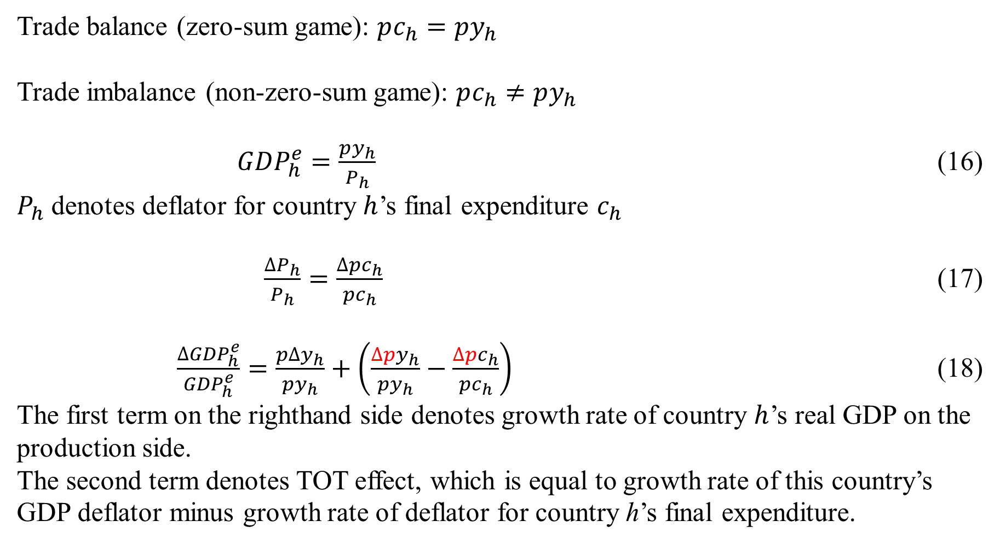 Trade balance (zero-sum game): $pc_h = py_h$
Trade imbalance (non-zero-sum game): $pc_h \neq py_h$
$GDP_h^e = \frac{py_h}{P_h}$ (16)
$P_h$ denotes deflator for country $h$’s final expenditure $c_h$
$\frac{\Delta P_h}{P_h} = \frac{\Delta pc_h}{pc_h}$ (17)
$\frac{\Delta GDP_h^e}{GDP_h^e} = \frac{p\Delta y_h}{py_h} + \left(\frac{\Delta py_h}{py_h} - \frac{\Delta pc_h}{pc_h}\right)$ (18)
The first term on the righthand side denotes growth rate of country $h$’s real GDP on the
production side.
The second term denotes TOT effect, which is equal to growth rate of this country’s
GDP deflator minus growth rate of deflator for country $h$’s final expenditure.